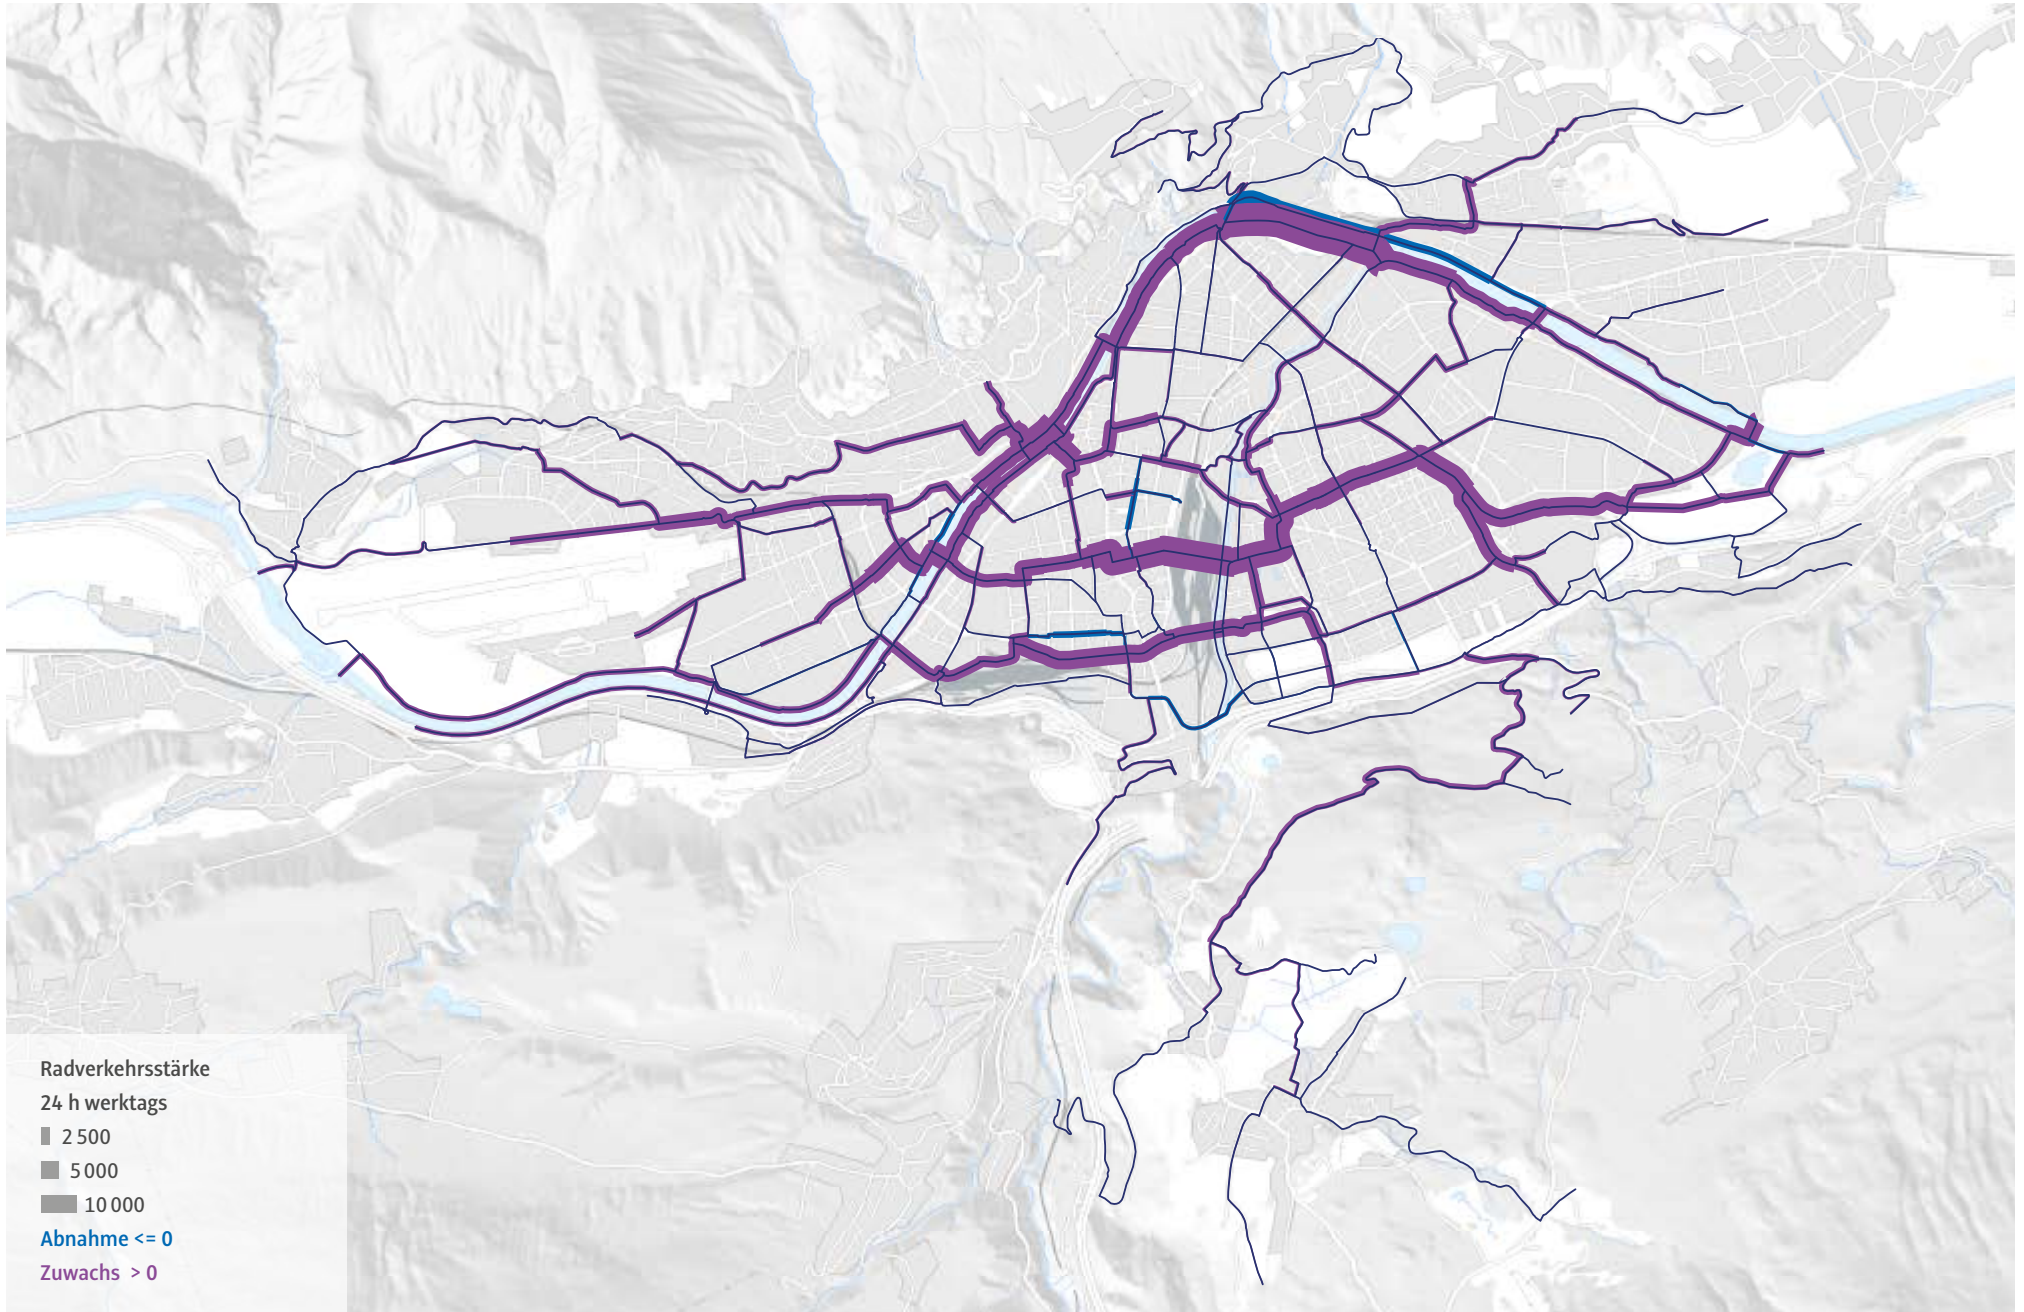 Radverkehrsstärke
24 h werktags
2 500
5 000
10 000
Abnahme <= 0
Zuwachs > 0